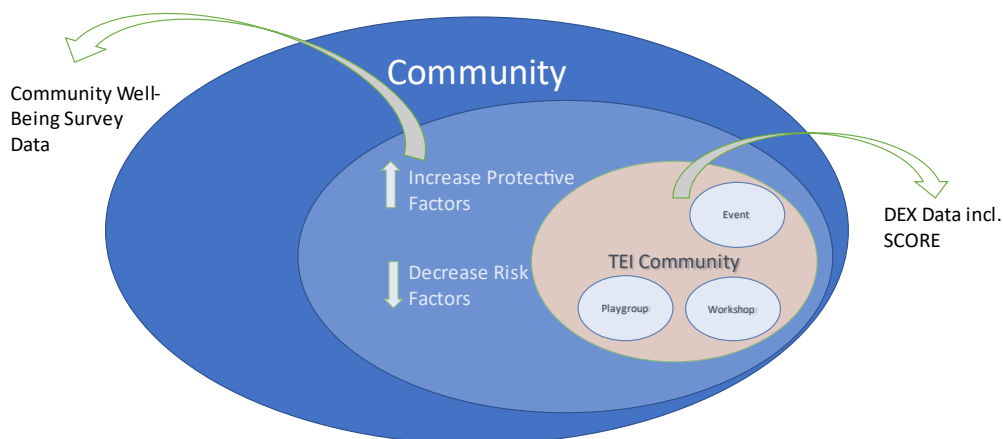 Community
Community Well-
Being Survey
Data
Increase Protective
Factors
Event
DEX Data incl.
SCORE
TEI Community
Decrease Risk
Factors
Playgroup
Workshop